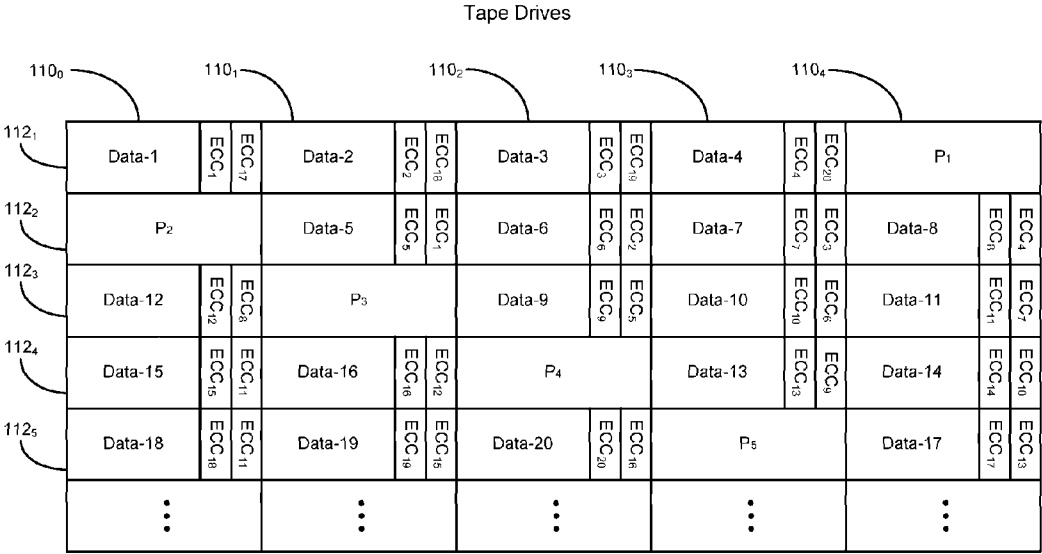 Tape Drives
110₀ 110₁ 110₂ 110₃ 110₄
112₁ Data-1 ECC₁ ECC₁₇ Data-2 ECC₂ ECC₁₈ Data-3 ECC₃ ECC₁₉ Data-4 ECC₄ ECC₂₀ P₁
112₂ P₂ Data-5 ECC₅ ECC₁ Data-6 ECC₆ ECC₂ Data-7 ECC₇ ECC₃ Data-8 ECC₈ ECC₄
112₃ Data-12 ECC₁₂ ECC₈ P₃ Data-9 ECC₉ ECC₅ Data-10 ECC₁₀ ECC₆ Data-11 ECC₁₁ ECC₇
112₄ Data-15 ECC₁₅ ECC₁₁ Data-16 ECC₁₆ ECC₁₂ P₄ Data-13 ECC₁₃ ECC₉ Data-14 ECC₁₄ ECC₁₀
112₅ Data-18 ECC₁₈ ECC₁₁ Data-19 ECC₁₉ ECC₁₅ Data-20 ECC₂₀ ECC₁₆ P₅ Data-17 ECC₁₇ ECC₁₃